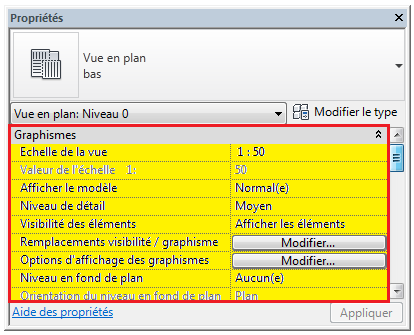 Propriétés
Vue en plan
bas
Vue en plan: Niveau 0
Modifier le type
Graphismes
Echelle de la vue 1 : 50
Valeur de l'échelle 1: 50
Afficher le modèle Normal(e)
Niveau de détail Moyen
Visibilité des éléments Afficher les éléments
Remplacements visibilité / graphisme Modifier...
Options d'affichage des graphismes Modifier...
Niveau en fond de plan Aucun(e)
Orientation du niveau en fond de plan Plan
Aide des propriétés
Appliquer